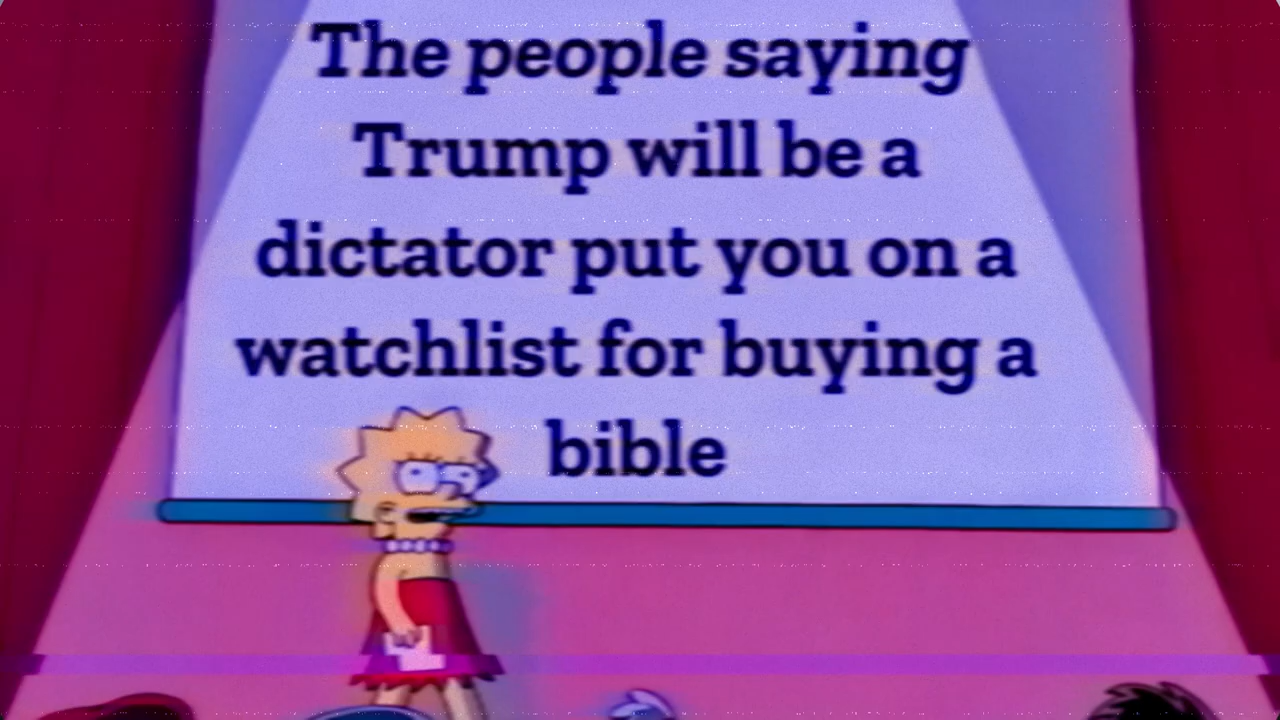 The people saying
Trump will be a
dictator put you on a
watchlist for buying a
bible